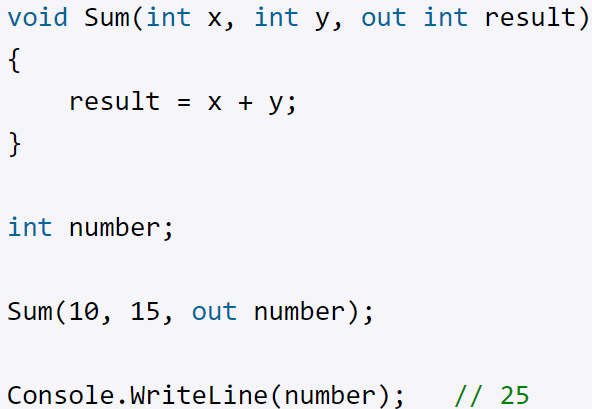 void Sum(int x, int y, out int result)
{
    result = x + y;
}

int number;

Sum(10, 15, out number);

Console.WriteLine(number);   // 25